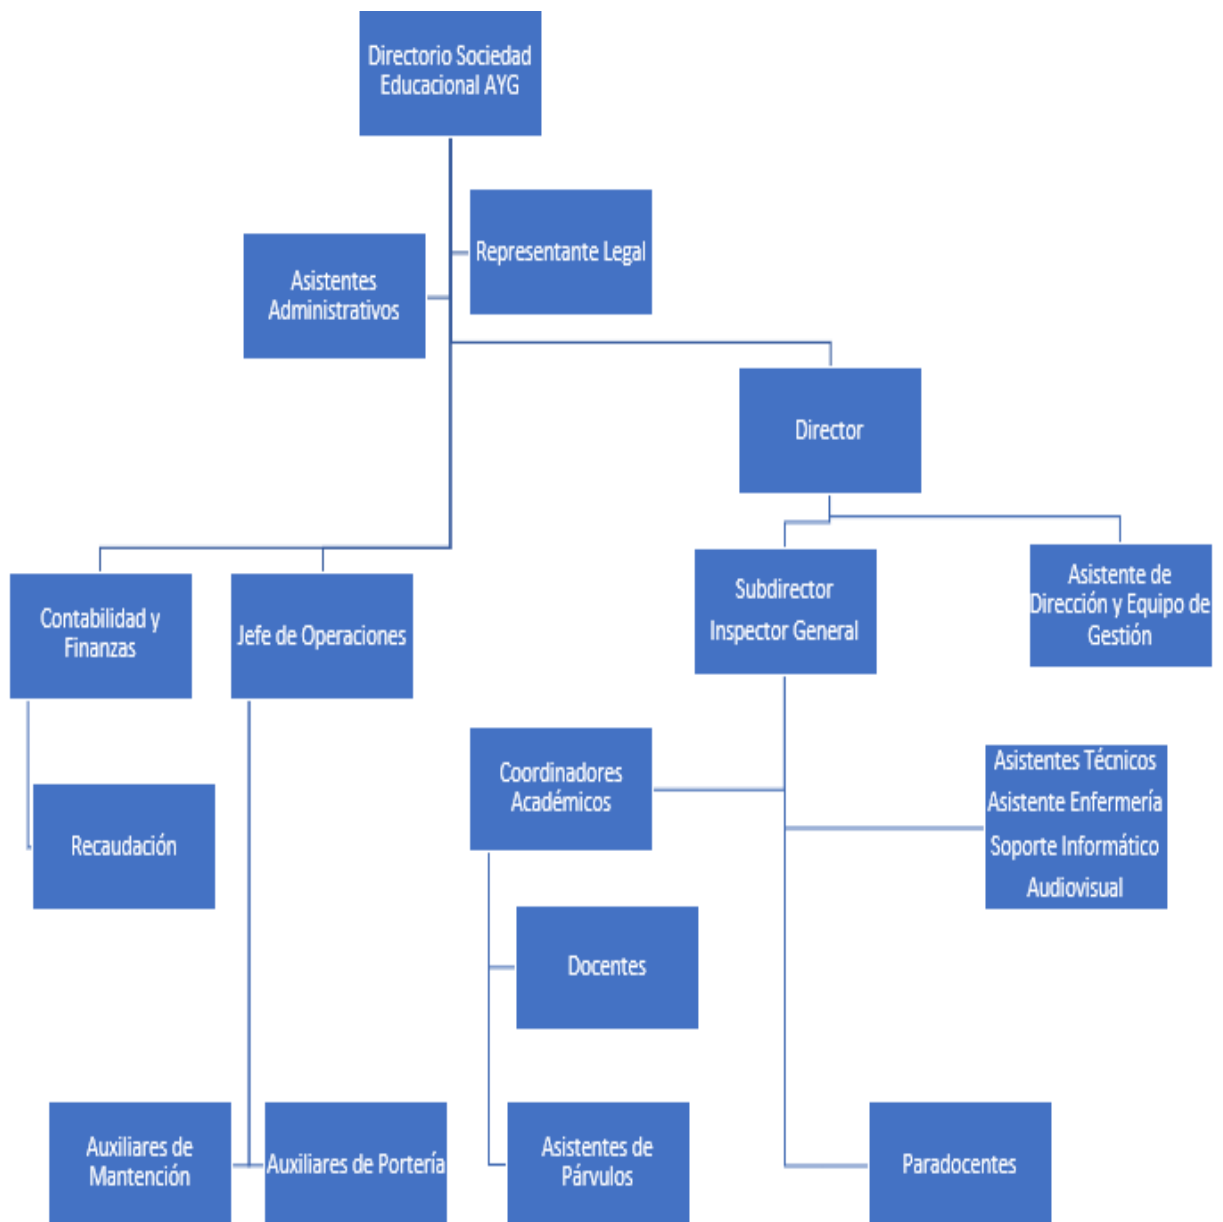 Directorio Sociedad
Educacional AYG
Representante Legal
Asistentes
Administrativos
Director
Contabilidad y
Finanzas
Jefe de Operaciones
Subdirector
Inspector General
Asistente de
Dirección y Equipo de
Gestión
Recaudación
Coordinadores
Académicos
Asistentes Técnicos
Asistente Enfermería
Soporte Informático
Audiovisual
Docentes
Auxiliares de
Mantención
Auxiliares de Portería
Asistentes de
Párvulos
Paradocentes